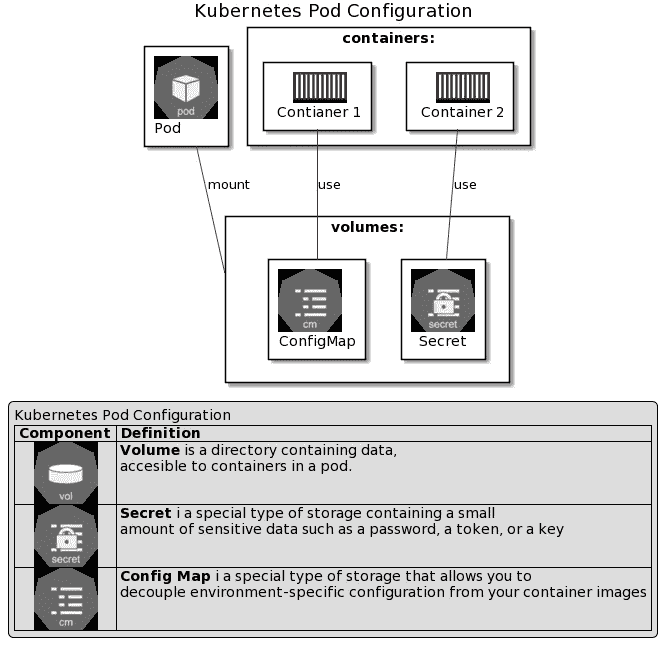 Kubernetes Pod Configuration
containers:
pod
Pod
Contianer 1
Container 2
mount
use
use
volumes:
cm
ConfigMap
secret
Secret
Kubernetes Pod Configuration
Component Definition
vol
Volume is a directory containing data,
accesible to containers in a pod.
secret
Secret i a special type of storage containing a small
amount of sensitive data such as a password, a token, or a key
cm
Config Map i a special type of storage that allows you to
decouple environment-specific configuration from your container images